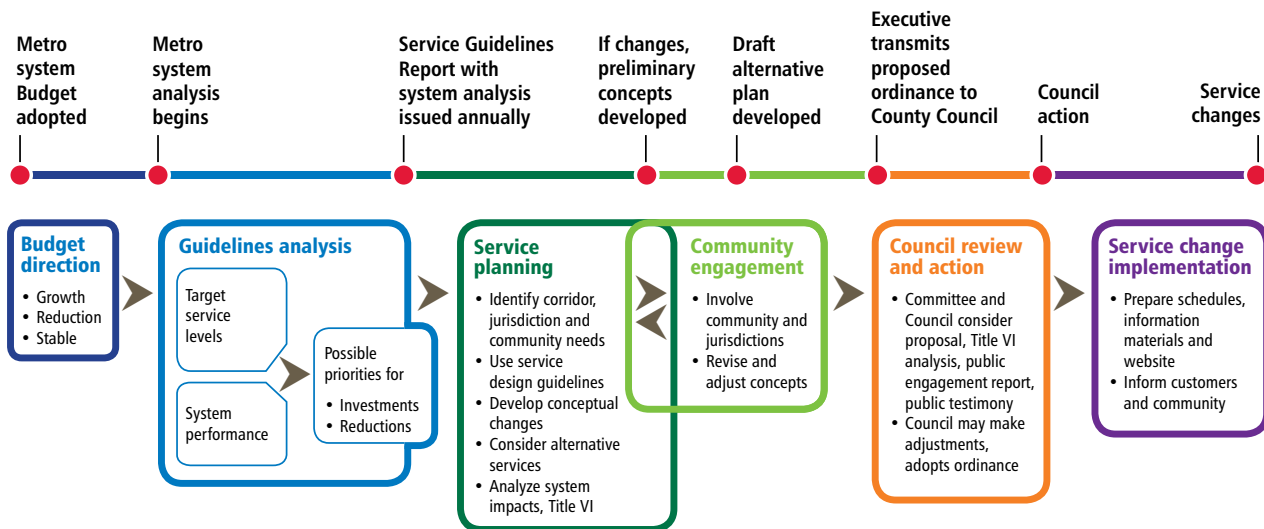 Metro
system
Budget
adopted
Metro
system
analysis
begins
Service Guidelines
Report with
system analysis
issued annually
If changes,
preliminary
concepts
developed
Draft
alternative
plan
developed
Executive
transmits
proposed
ordinance to
County Council
Council
action
Service
changes
Budget
direction
• Growth
• Reduction
• Stable
Guidelines analysis
Target
service
levels
System
performance
Possible
priorities for
• Investments
• Reductions
Service
planning
• Identify corridor,
jurisdiction and
community needs
• Use service
design guidelines
• Develop conceptual
changes
• Consider alternative
services
• Analyze system
impacts, Title VI
Community
engagement
• Involve
community and
jurisdictions
• Revise and
adjust concepts
Council review
and action
• Committee and
Council consider
proposal, Title VI
analysis, public
engagement report,
public testimony
• Council may make
adjustments,
adopts ordinance
Service change
implementation
• Prepare schedules,
information
materials and
website
• Inform customers
and community